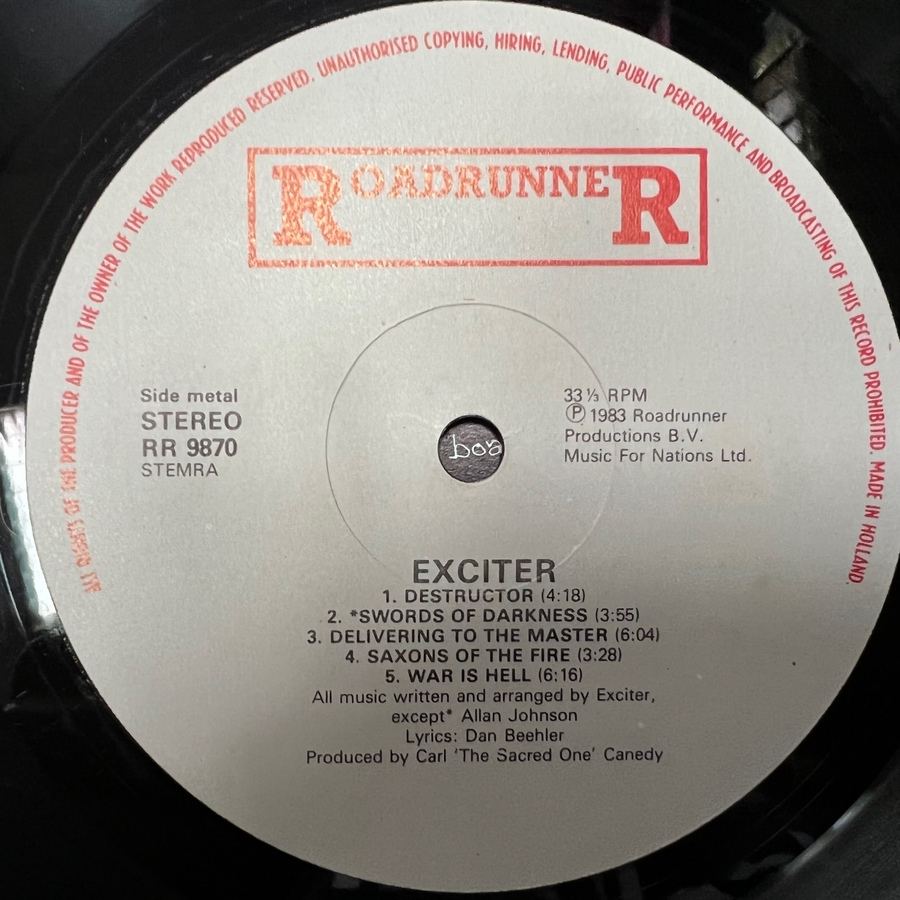 ALL RIGHTS OF THE PRODUCER AND OF THE OWNER OF THE WORK REPRODUCED RESERVED. UNAUTHORISED COPYING, HIRING, LENDING, PUBLIC PERFORMANCE AND BROADCASTING OF THIS RECORD PROHIBITED. MADE IN HOLLAND.
ROADRUNNER
Side metal
STEREO
RR 9870
STEMRA
33 ⅓ RPM
℗ 1983 Roadrunner
Productions B.V.
Music For Nations Ltd.
EXCITER
1. DESTRUCTOR (4:18)
2. *SWORDS OF DARKNESS (3:55)
3. DELIVERING TO THE MASTER (6:04)
4. SAXONS OF THE FIRE (3:28)
5. WAR IS HELL (6:16)
All music written and arranged by Exciter,
except* Allan Johnson
Lyrics: Dan Beehler
Produced by Carl 'The Sacred One' Canedy